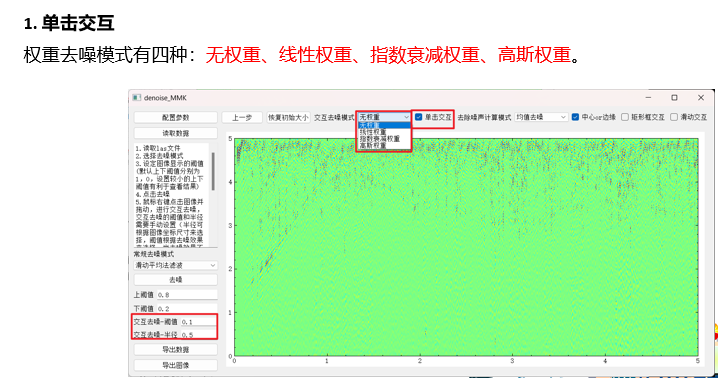 1. 单击交互
权重去噪模式有四种：无权重、线性权重、指数衰减权重、高斯权重。
denoise_MMK
配置参数
上一步 恢复初始大小 交互去噪模式 无权重 单击交互 去除噪声计算模式 均值去噪 中心or边缘 矩形框交互 滑动交互
无权重
线性权重
指数衰减权重
高斯权重
读取数据
1.读取las文件
2.选择去噪模式
3.设定图像显示的阈值
(默认上下阈值分别为
1，0，设置较小的上下
阈值有利于查看结果)
4.点击去噪
5.鼠标右键点击图像并
拖动，进行交互去噪，
交互去噪的阈值和半径
需要手动设置（半径可
根据图像坐标尺寸来选
择，阈值根据去噪效果
常规去噪模式
滑动平均法滤波
去噪
上阈值 0.8
下阈值 0.2
交互去噪-阈值 0.1
交互去噪-半径 0.5
导出数据
导出图像
5
4
3
2
1
0
0 1 2 3 4 5